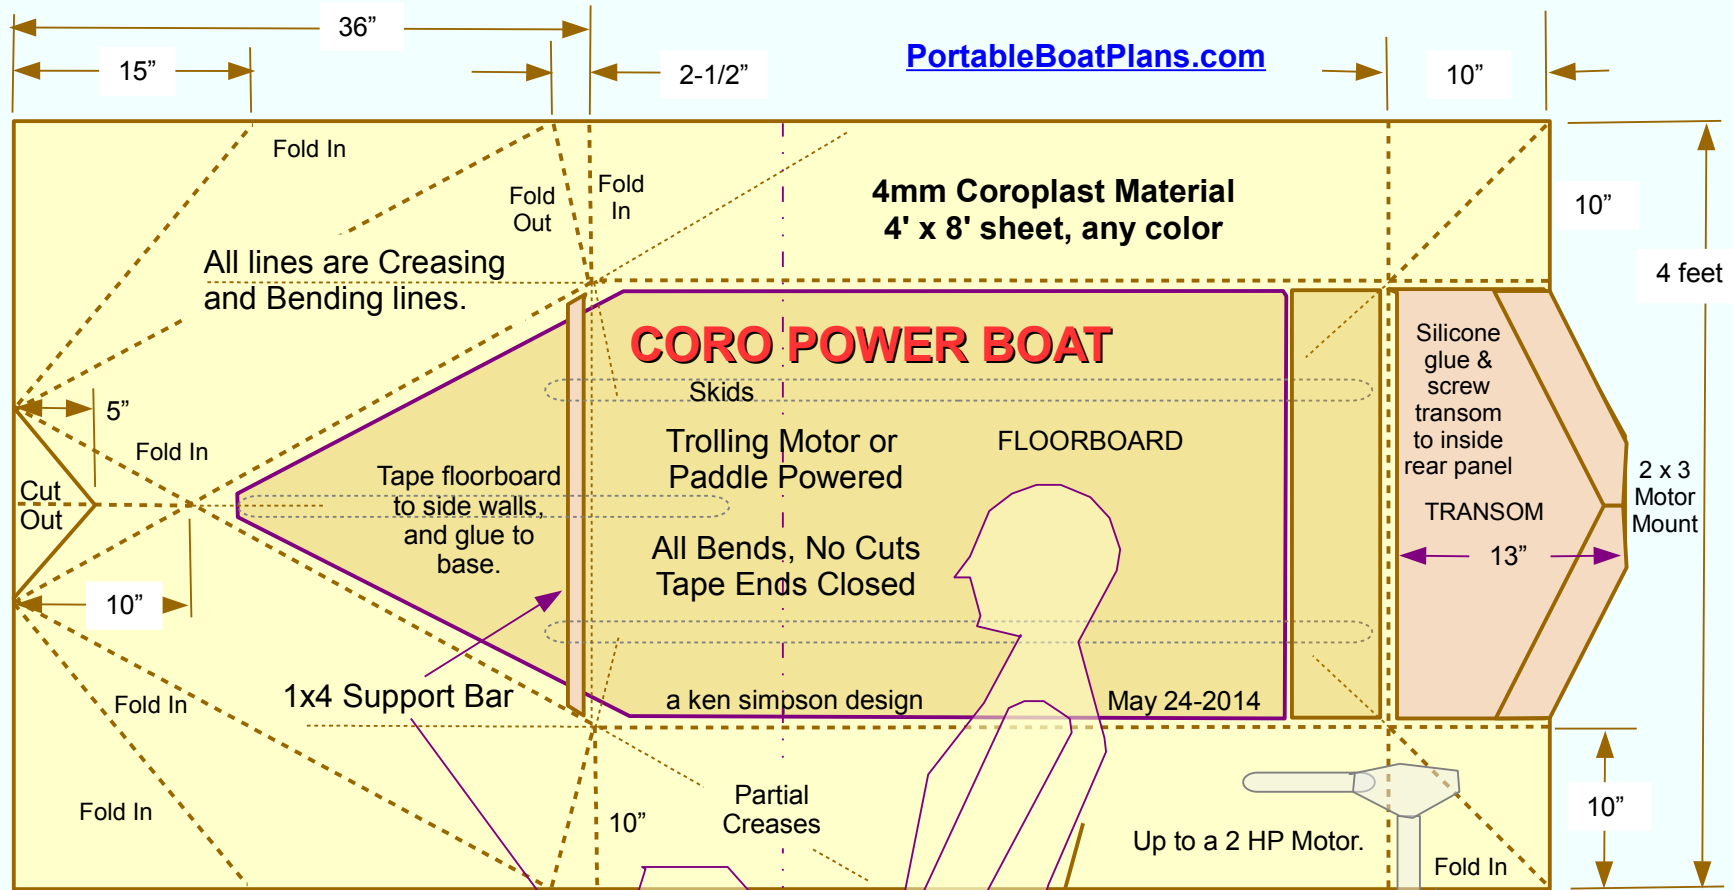 36”
15”
2-1/2”
PortableBoatPlans.com
10”
Fold In
Fold
Out
Fold
In
4mm Coroplast Material
4' x 8' sheet, any color
10”
4 feet
All lines are Creasing
and Bending lines.
CORO POWER BOAT
Skids
5”
Fold In
Cut
Out
Tape floorboard
to side walls,
and glue to
base.
Trolling Motor or
Paddle Powered
FLOORBOARD
All Bends, No Cuts
Tape Ends Closed
Silicone
glue &
screw
transom
to inside
rear panel
TRANSOM
13”
2 x 3
Motor
Mount
10”
Fold In
1x4 Support Bar
a ken simpson design
May 24-2014
Fold In
10”
Partial
Creases
Up to a 2 HP Motor.
Fold In
10”